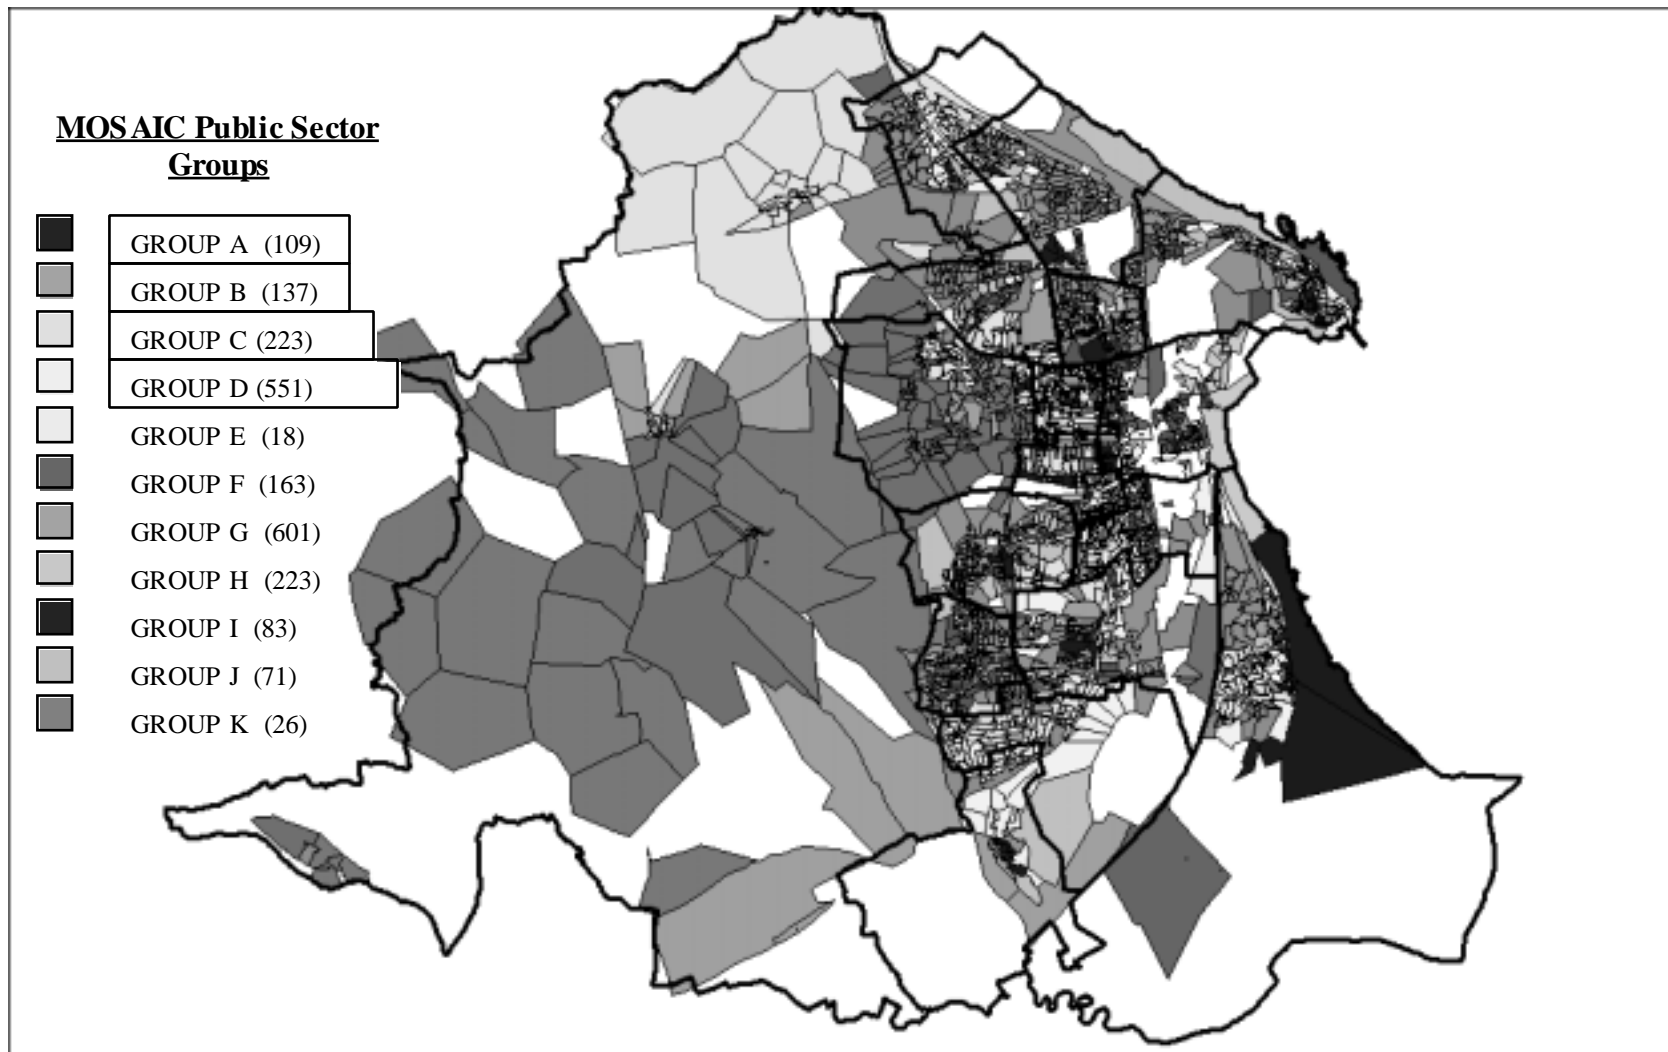 MOSAIC Public Sector
Groups
GROUP A (109)
GROUP B (137)
GROUP C (223)
GROUP D (551)
GROUP E (18)
GROUP F (163)
GROUP G (601)
GROUP H (223)
GROUP I (83)
GROUP J (71)
GROUP K (26)